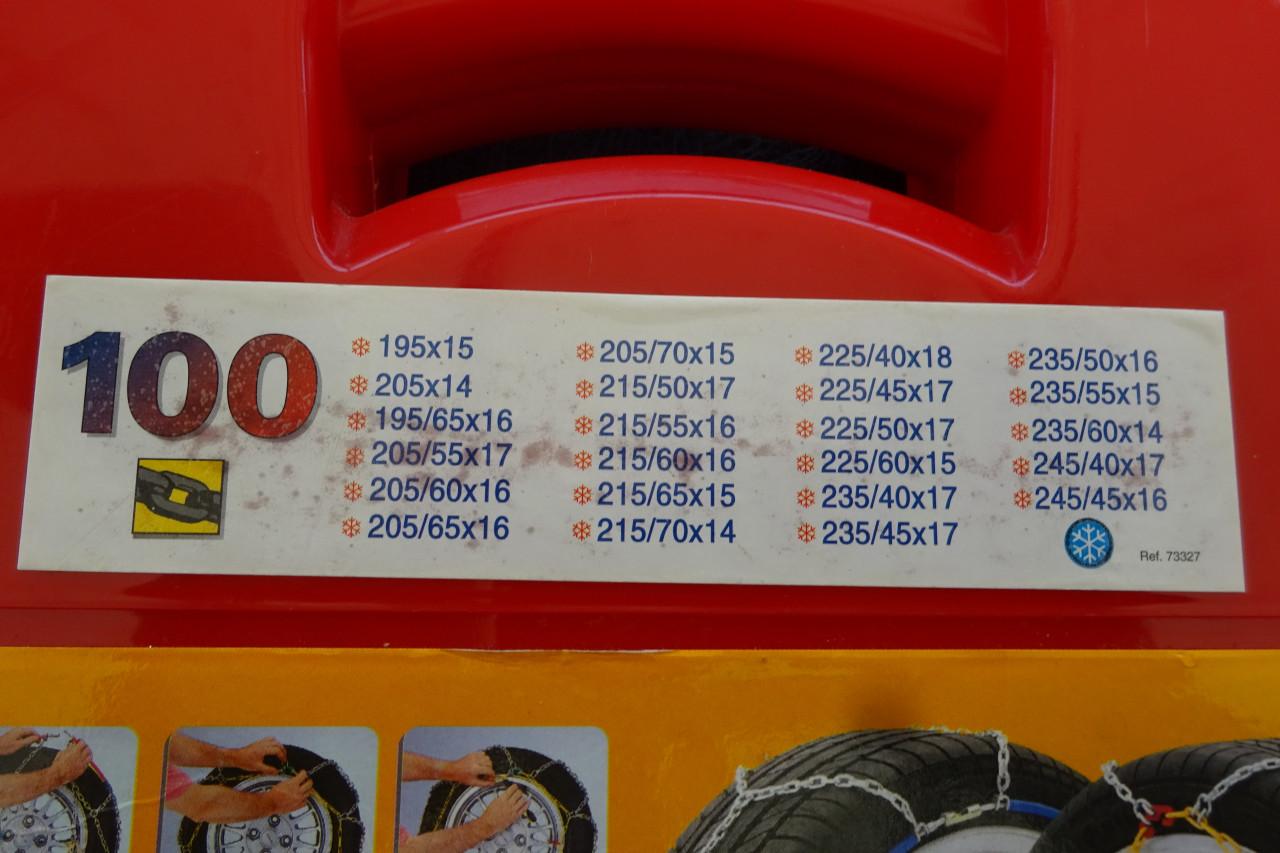 100
195x15
205x14
195/65x16
205/55x17
205/60x16
205/65x16
205/70x15
215/50x17
215/55x16
215/60x16
215/65x15
215/70x14
225/40x18
225/45x17
225/50x17
225/60x15
235/40x17
235/45x17
235/50x16
235/55x15
235/60x14
245/40x17
245/45x16
Ref. 73327